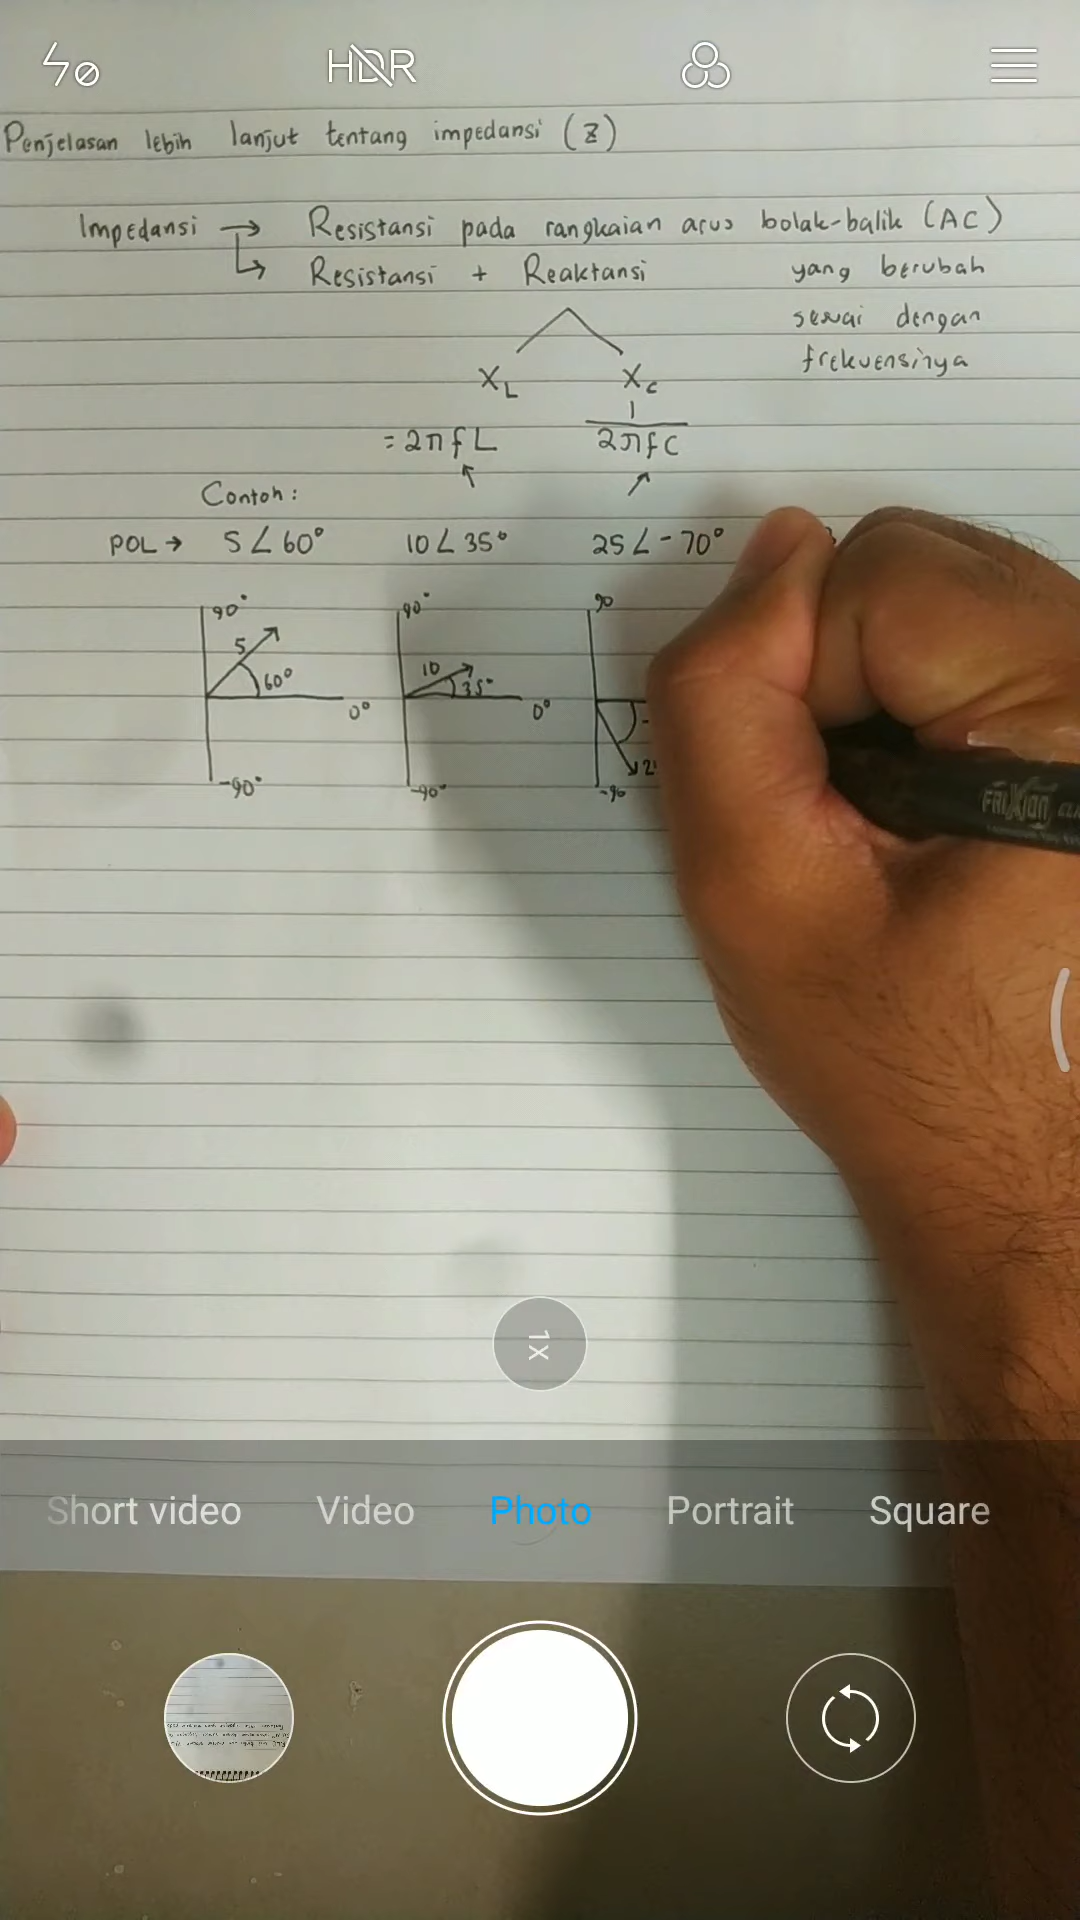 HDR
Penjelasan lebih lanjut tentang impedansi (Z)
Impedansi → Resistansi pada rangkaian arus bolak-balik (AC)
↳ Resistansi + Reaktansi yang berubah
sesuai dengan
frekuensinya
X_L X_C
= 2πfL 1/2πfC
Contoh:
POL → 5∠60° 10∠35° 25∠-70°
90° 90° 90
5 60° 0°
10 35° 0°
-90° -90° -90
FRIXION
1X
Short video Video Photo Portrait Square